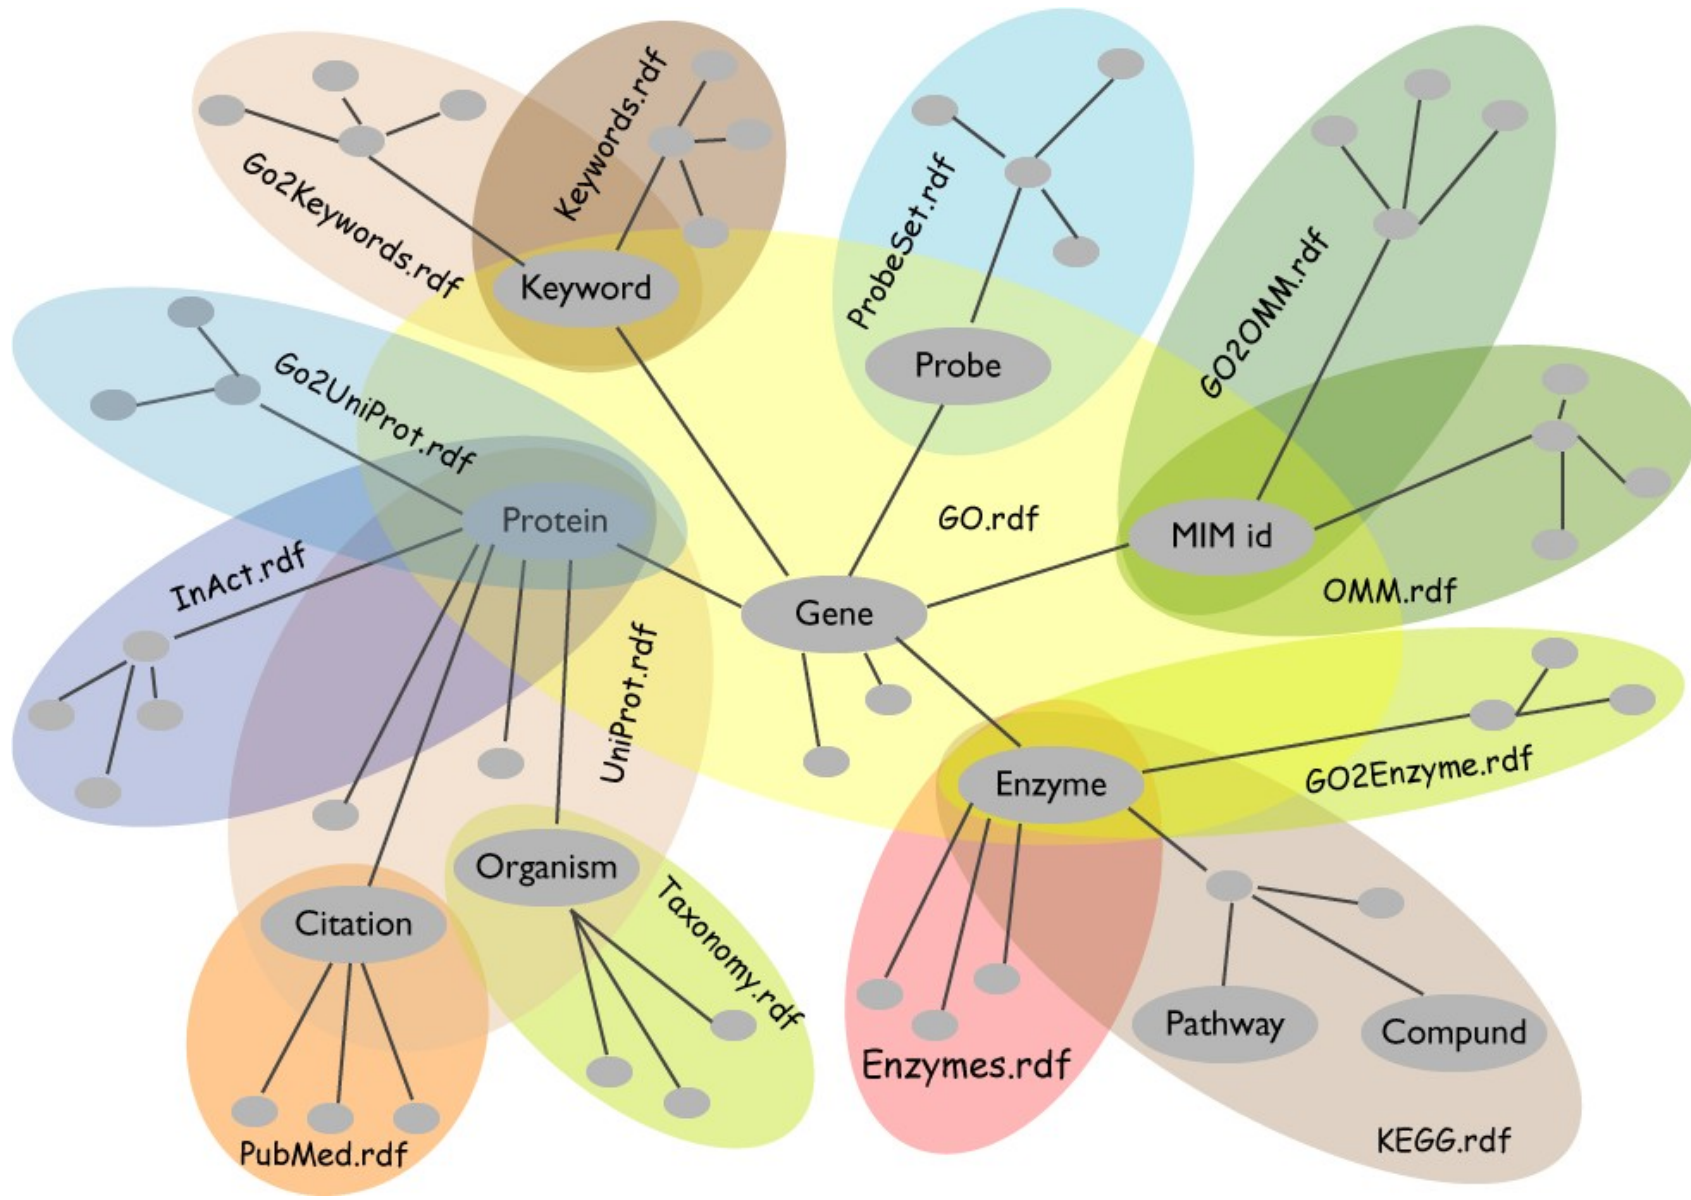 Keywords.rdf
Go2Keywords.rdf
Keyword
ProbeSet.rdf
Probe
GO2OMM.rdf
Go2UniProt.rdf
Protein
GO.rdf
MIM id
OMM.rdf
InAct.rdf
Gene
UniProt.rdf
Enzyme
GO2Enzyme.rdf
Organism
Citation
Taxonomy.rdf
Pathway
Compund
Enzymes.rdf
PubMed.rdf
KEGG.rdf